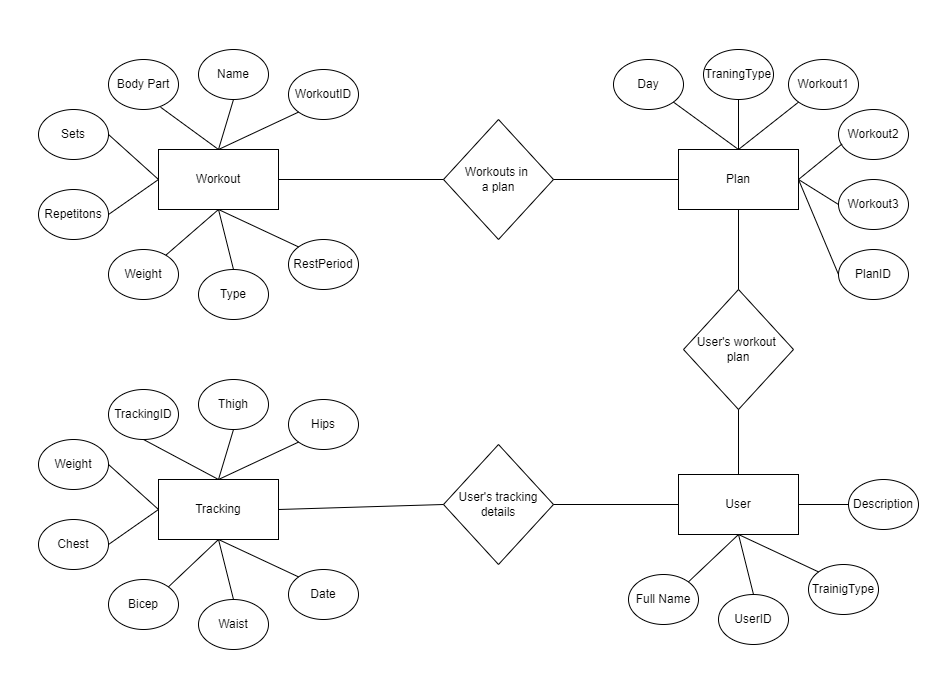 Name
Body Part
TraningType
Day
Workout1
WorkoutID
Sets
Workout2
Workouts in
a plan
Workout
Plan
Repetitons
Workout3
RestPeriod
Weight
PlanID
Type
User's workout
plan
Thigh
TrackingID
Hips
Weight
User's tracking
details
Tracking
User
Description
Chest
TrainigType
Date
Full Name
Bicep
UserID
Waist